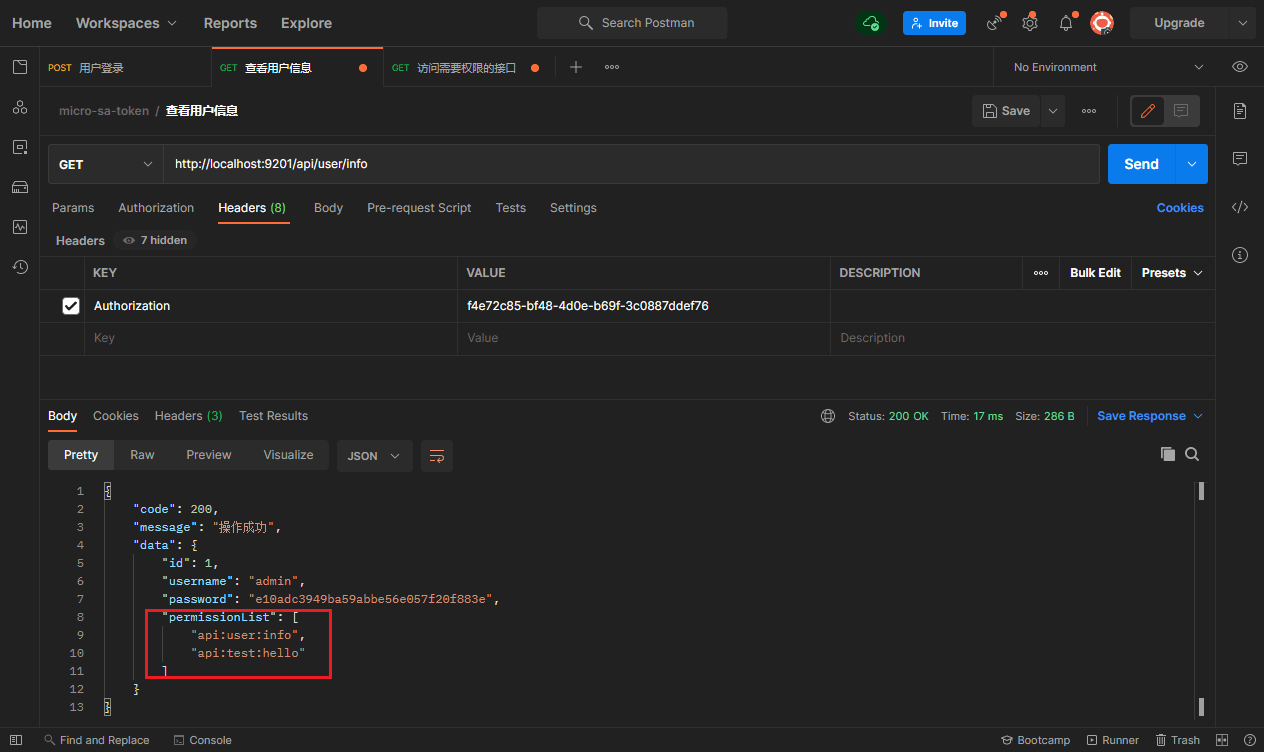 Home Workspaces Reports Explore Search Postman Invite Upgrade
POST 用户登录 GET 查看用户信息 GET 访问需要权限的接口 No Environment
micro-sa-token / 查看用户信息 Save
GET http://localhost:9201/api/user/info Send
Params Authorization Headers (8) Body Pre-request Script Tests Settings Cookies
Headers 7 hidden
KEY VALUE DESCRIPTION Bulk Edit Presets
Authorization f4e72c85-bf48-4d0e-b69f-3c0887ddef76
Key Value Description
Body Cookies Headers (3) Test Results Status: 200 OK Time: 17 ms Size: 286 B Save Response
Pretty Raw Preview Visualize JSON
1 {
2 "code": 200,
3 "message": "操作成功",
4 "data": {
5 "id": 1,
6 "username": "admin",
7 "password": "e10adc3949ba59abbe56e057f20f883e",
8 "permissionList": [
9 "api:user:info",
10 "api:test:hello"
11 ]
12 }
13 }
Find and Replace Console Bootcamp Runner Trash